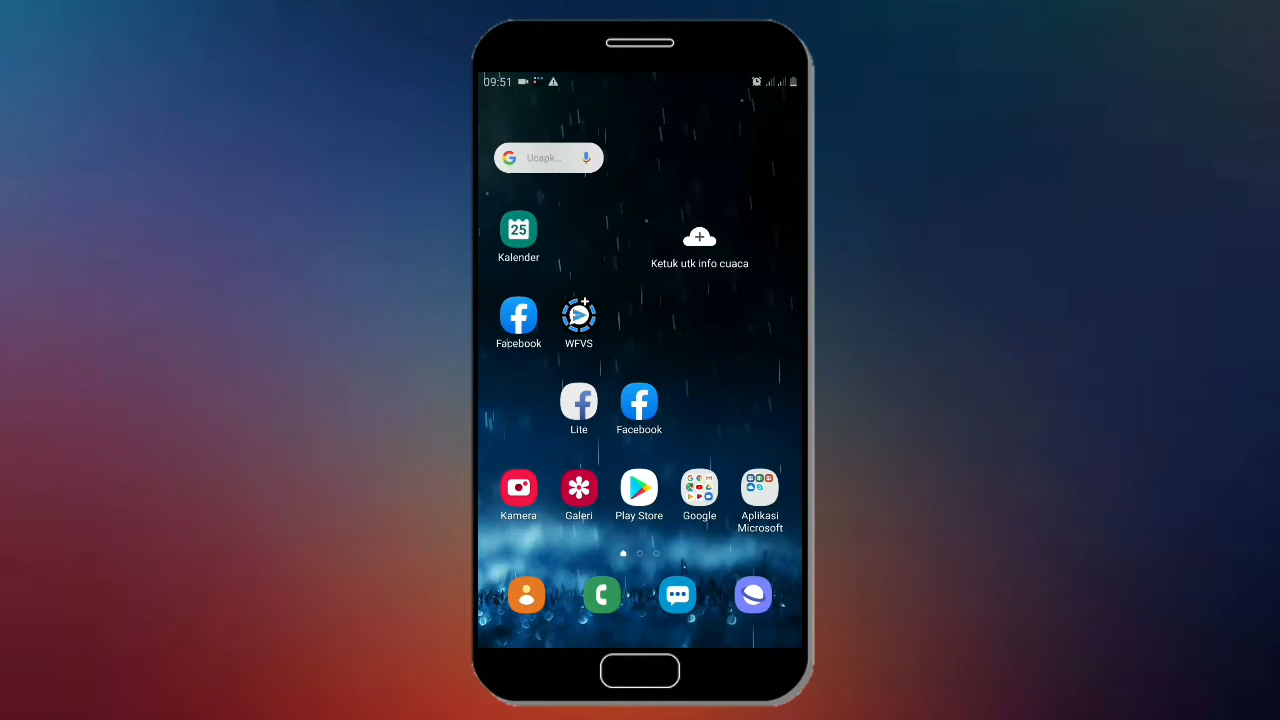 09:51
Ucapk...
25
Kalender
Ketuk utk info cuaca
Facebook
WFVS
Lite
Facebook
Kamera
Galeri
Play Store
Google
Aplikasi
Microsoft